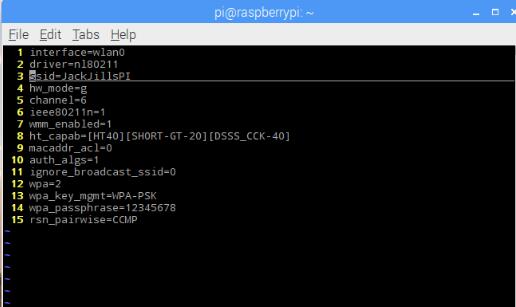 pi@raspberrypi: ~
File Edit Tabs Help
1 interface=wlan0
2 driver=nl80211
3 ssid=JackJillsPI
4 hw_mode=g
5 channel=6
6 ieee80211n=1
7 wmm_enabled=1
8 ht_capab=[HT40][SHORT-GT-20][DSSS_CCK-40]
9 macaddr_acl=0
10 auth_algs=1
11 ignore_broadcast_ssid=0
12 wpa=2
13 wpa_key_mgmt=WPA-PSK
14 wpa_passphrase=12345678
15 rsn_pairwise=CCMP
~
~
~
~
~
~